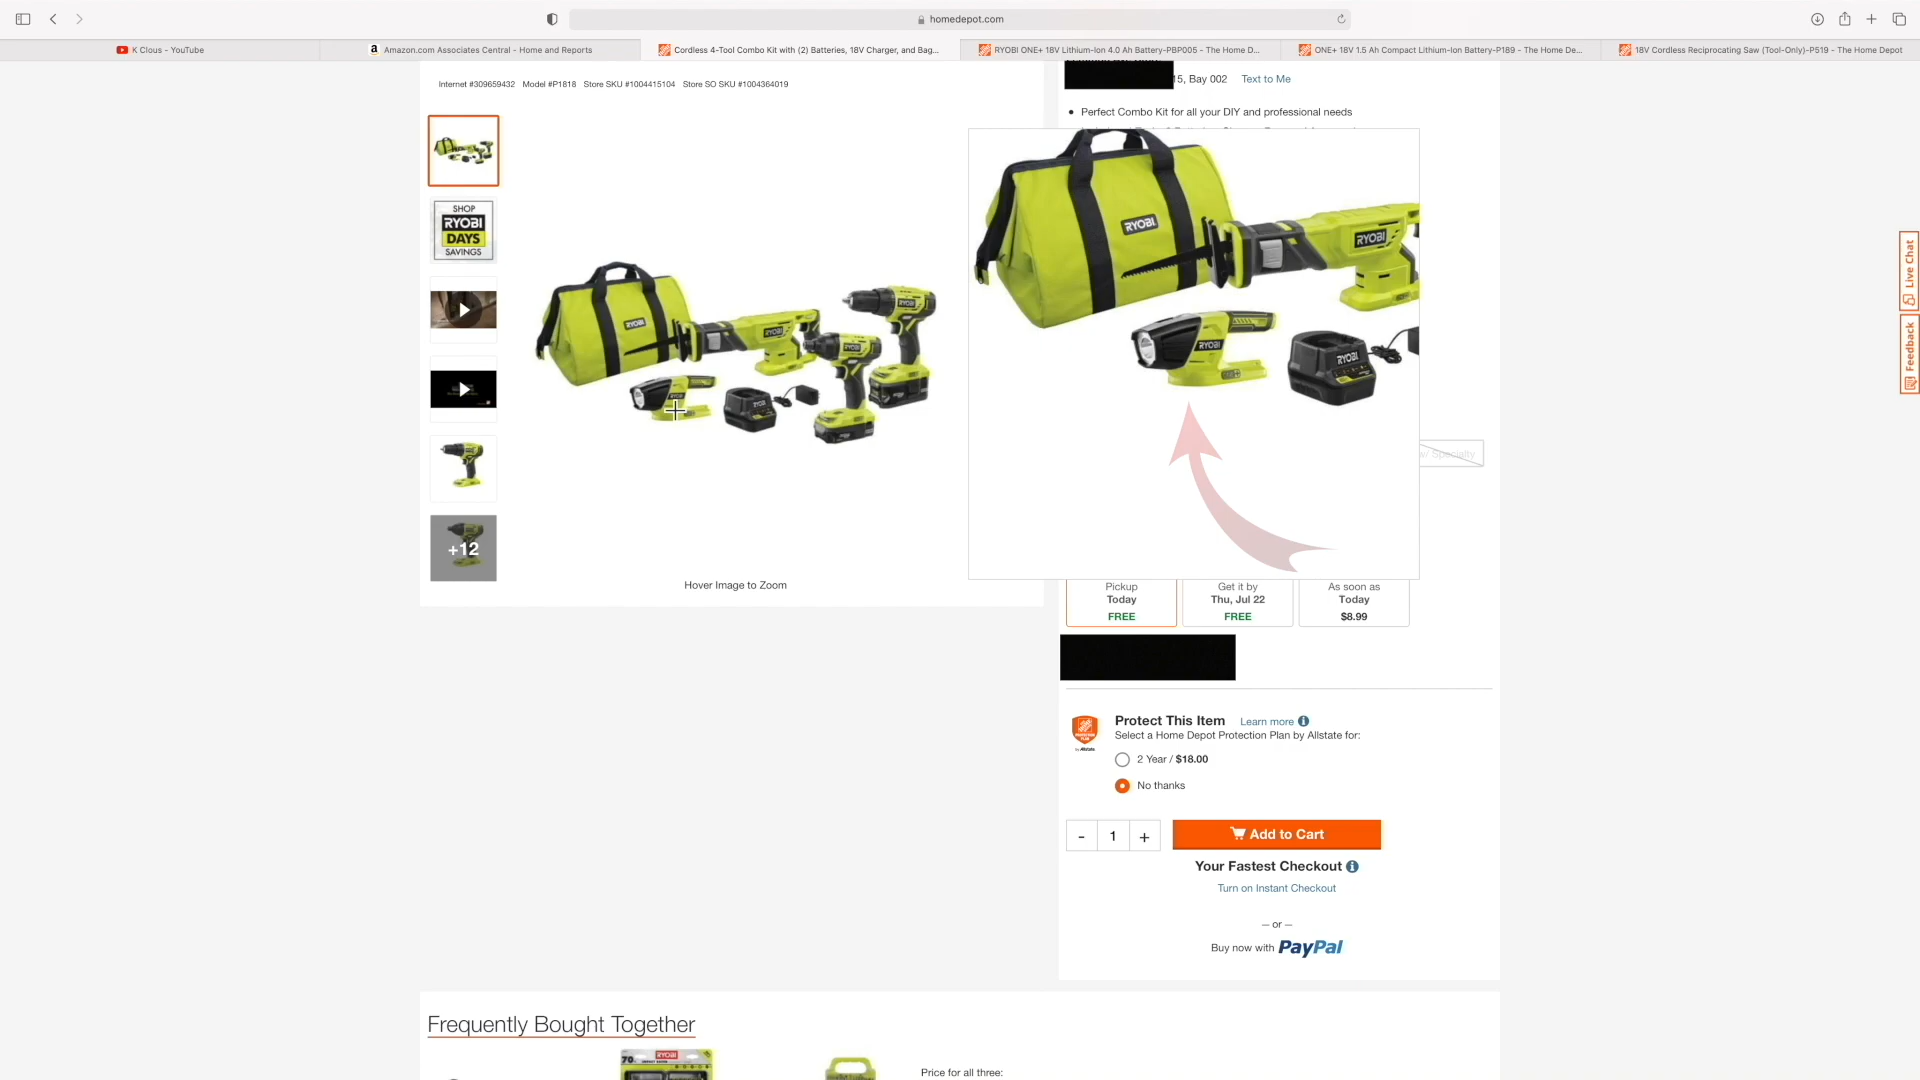 homedepot.com
K Clous - YouTube
Amazon.com Associates Central - Home and Reports
Cordless 4-Tool Combo Kit with (2) Batteries, 18V Charger, and Bag...
RYOBI ONE+ 18V Lithium-Ion 4.0 Ah Battery-PBP005 - The Home D...
ONE+ 18V 1.5 Ah Compact Lithium-Ion Battery-P189 - The Home De...
18V Cordless Reciprocating Saw (Tool-Only)-P519 - The Home Depot
Internet #309659432 Model #P1818 Store SKU #1004415104 Store SO SKU #1004364019
15, Bay 002 Text to Me
Perfect Combo Kit for all your DIY and professional needs
SHOP
RYOBI
DAYS
SAVINGS
+12
Hover Image to Zoom
RYOBI
RYOBI
RYOBI
RYOBI
w/ Specialty
Live Chat
Feedback
Pickup
Today
FREE
Get it by
Thu, Jul 22
FREE
As soon as
Today
$8.99
Protect This Item Learn more
Select a Home Depot Protection Plan by Allstate for:
2 Year / $18.00
No thanks
- 1 +
Add to Cart
Your Fastest Checkout
Turn on Instant Checkout
— or —
Buy now with PayPal
Frequently Bought Together
70
RYOBI
Price for all three: